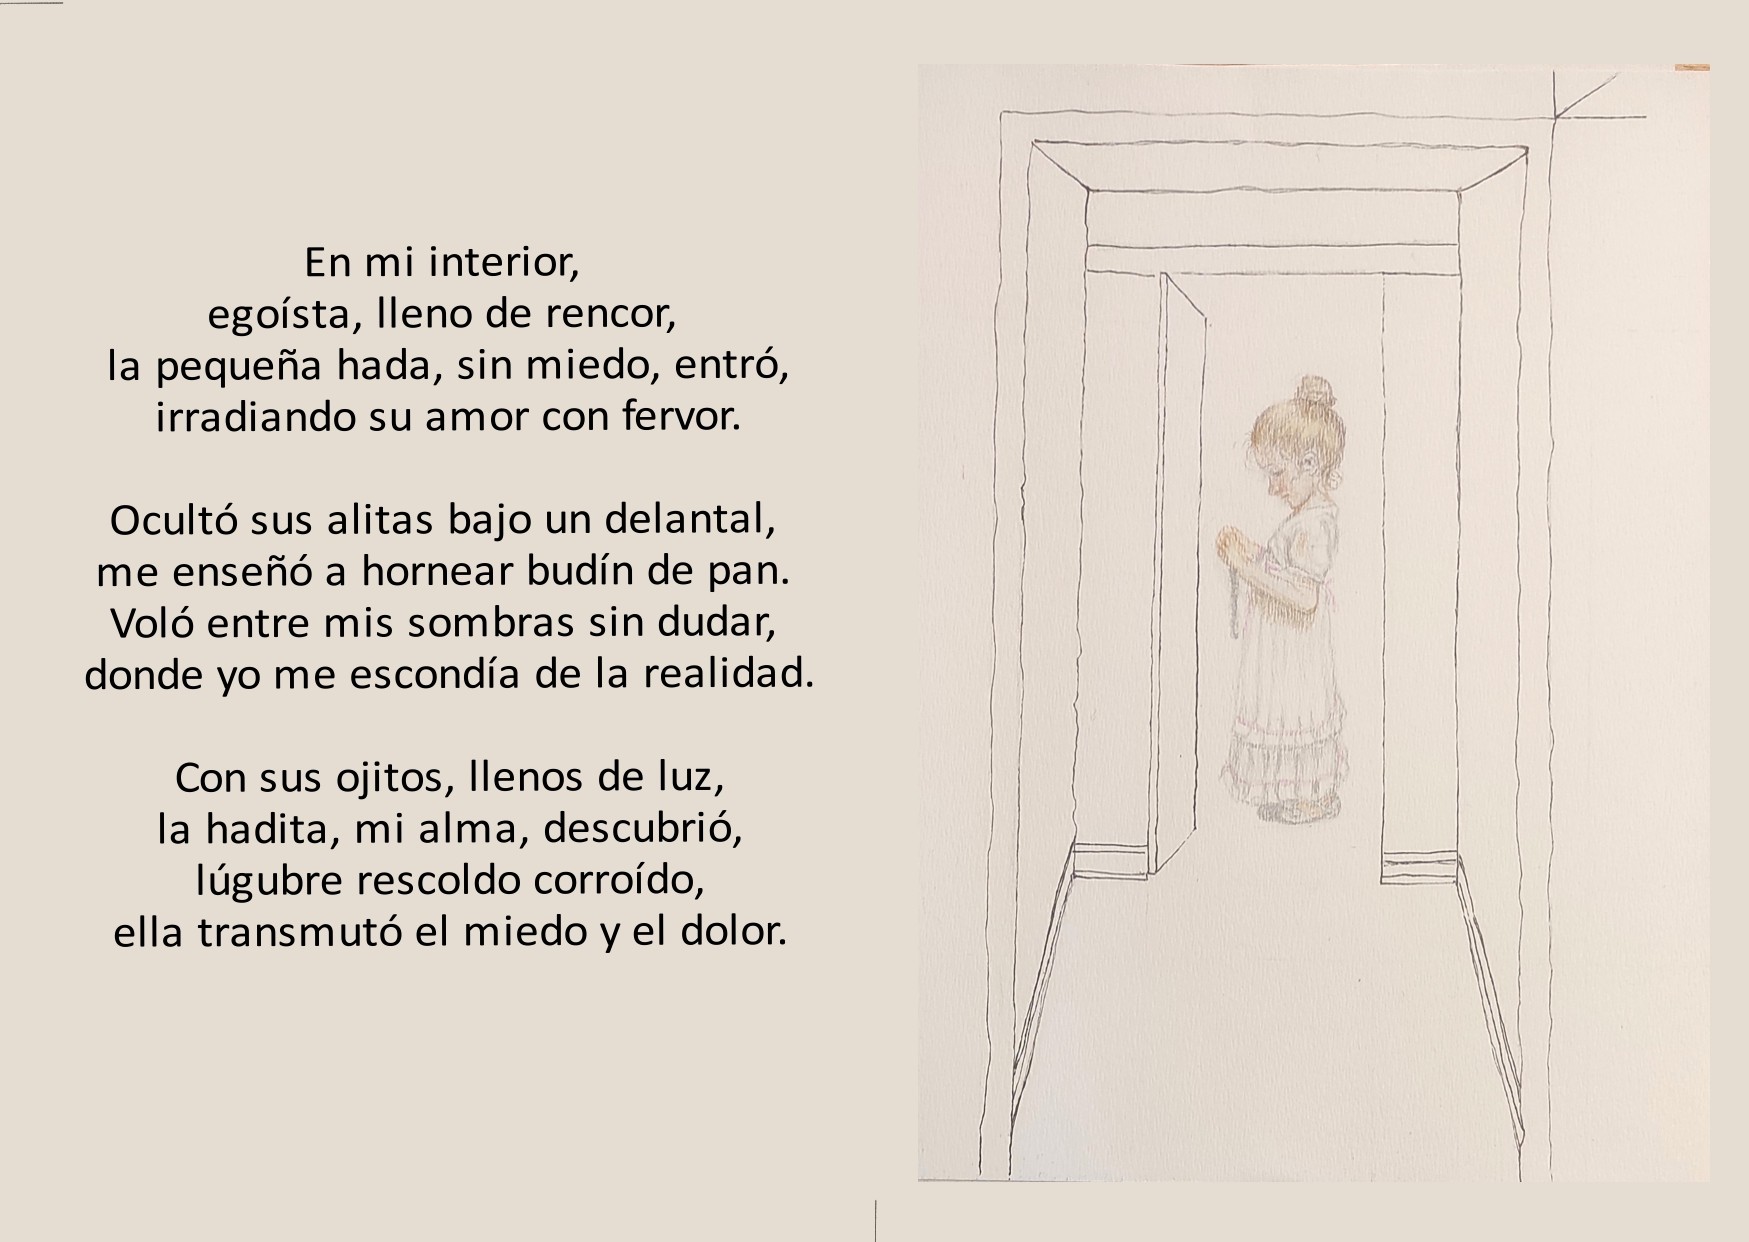 En mi interior,
egoísta, lleno de rencor,
la pequeña hada, sin miedo, entró,
irradiando su amor con fervor.

Ocultó sus alitas bajo un delantal,
me enseñó a hornear budín de pan.
Voló entre mis sombras sin dudar,
donde yo me escondía de la realidad.

Con sus ojitos, llenos de luz,
la hadita, mi alma, descubrió,
lúgubre rescoldo corroído,
ella transmutó el miedo y el dolor.